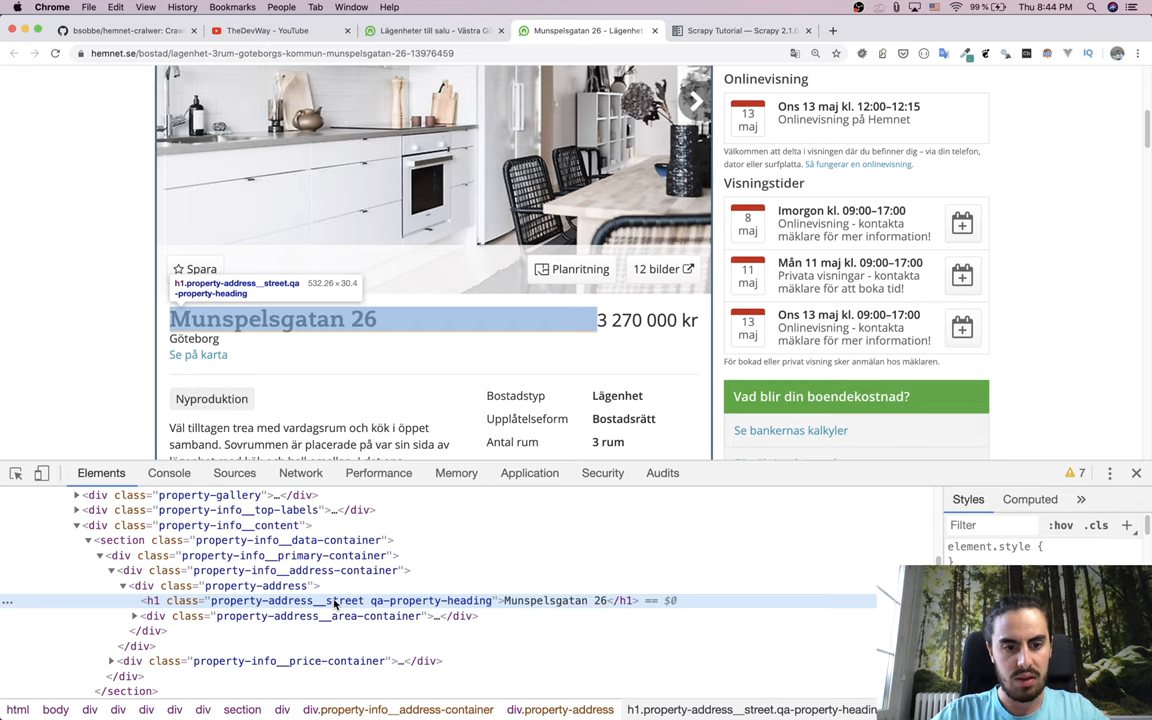 Chrome File Edit View History Bookmarks People Tab Window Help 99 % Thu 8:44 PM
bsobbe/hemnet-cralwer: Craw
TheDevWay - YouTube
Lägenheter till salu - Västra G
Munspelsgatan 26 - Lägenhet
Scrapy Tutorial — Scrapy 2.1.0
hemnet.se/bostad/lagenhet-3rum-goteborgs-kommun-munspelsgatan-26-13976459
Spara
Planritning
12 bilder
h1.property-address__street.qa
-property-heading
532.26 × 30.4
Munspelsgatan 26
3 270 000 kr
Göteborg
Se på karta
Nyproduktion
Väl tilltagen trea med vardagsrum och kök i öppet
samband. Sovrummen är placerade på var sin sida av
Bostadstyp Lägenhet
Upplåtelseform Bostadsrätt
Antal rum 3 rum
Onlinevisning
13
maj
Ons 13 maj kl. 12:00–12:15
Onlinevisning på Hemnet
Välkommen att delta i visningen där du befinner dig – via din telefon,
dator eller surfplatta. Så fungerar en onlinevisning.
Visningstider
8
maj
Imorgon kl. 09:00–17:00
Onlinevisning - kontakta
mäklare för mer information!
11
maj
Mån 11 maj kl. 09:00–17:00
Privata visningar - kontakta
mäklare för att boka tid!
13
maj
Ons 13 maj kl. 09:00–17:00
Onlinevisning - kontakta
mäklare för mer information!
För bokad eller privat visning sker anmälan hos mäklaren.
Vad blir din boendekostnad?
Se bankernas kalkyler
Elements Console Sources Network Performance Memory Application Security Audits 7
<div class="property-gallery">…</div>
<div class="property-info__top-labels">…</div>
<div class="property-info__content">
<section class="property-info__data-container">
<div class="property-info__primary-container">
<div class="property-info__address-container">
<div class="property-address">
<h1 class="property-address__street qa-property-heading">Munspelsgatan 26</h1> == $0
<div class="property-address__area-container">…</div>
</div>
</div>
<div class="property-info__price-container">…</div>
</section>
Styles Computed
Filter :hov .cls
element.style {
}
html body div div div div section div div.property-info__address-container div.property-address h1.property-address__street.qa-property-headin